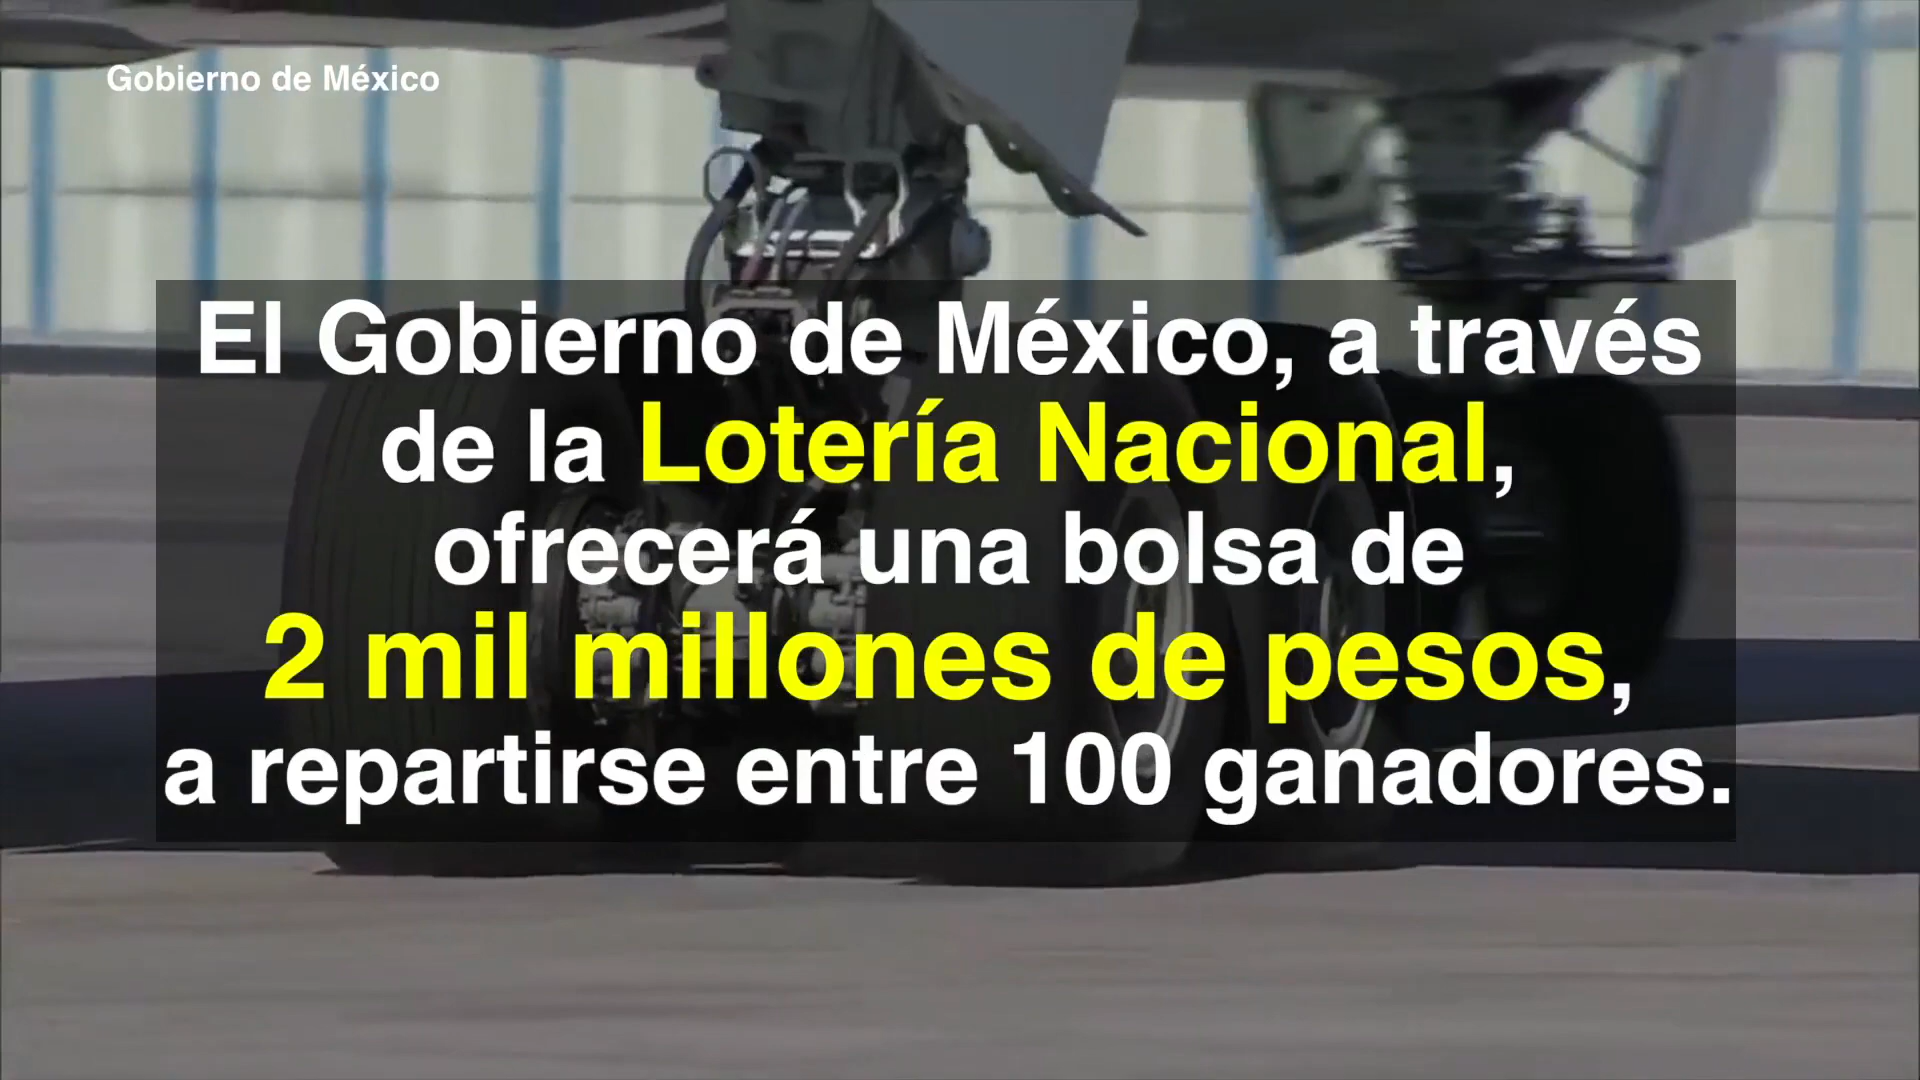 Gobierno de México
El Gobierno de México, a través
de la Lotería Nacional,
ofrecerá una bolsa de
2 mil millones de pesos,
a repartirse entre 100 ganadores.